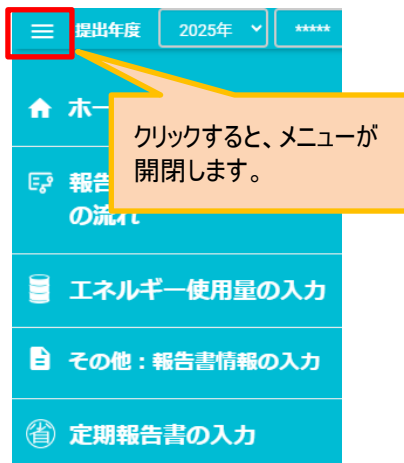 提出年度 2025年 *****
ホー
クリックすると、メニューが
開閉します。
報告
の流れ
エネルギー使用量の入力
その他：報告書情報の入力
省 定期報告書の入力